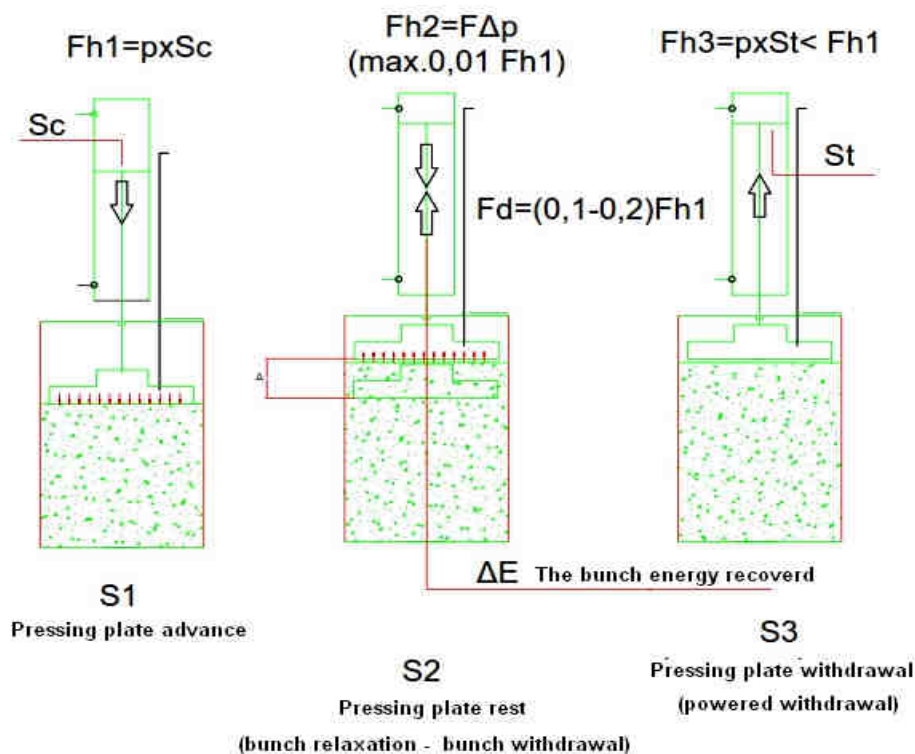 Fh1=pxSc
Fh2=FΔp
(max.0,01 Fh1)
Fh3=pxSt< Fh1
Sc
St
Fd=(0,1-0,2)Fh1
Δ
ΔE The bunch energy recoverd
S1
Pressing plate advance
S2
Pressing plate rest
(bunch relaxation - bunch withdrawal)
S3
Pressing plate withdrawal
(powered withdrawal)